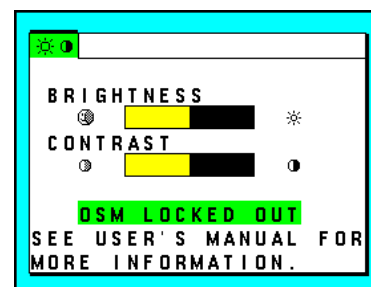 BRIGHTNESS
CONTRAST
OSM LOCKED OUT
SEE USER'S MANUAL FOR
MORE INFORMATION.